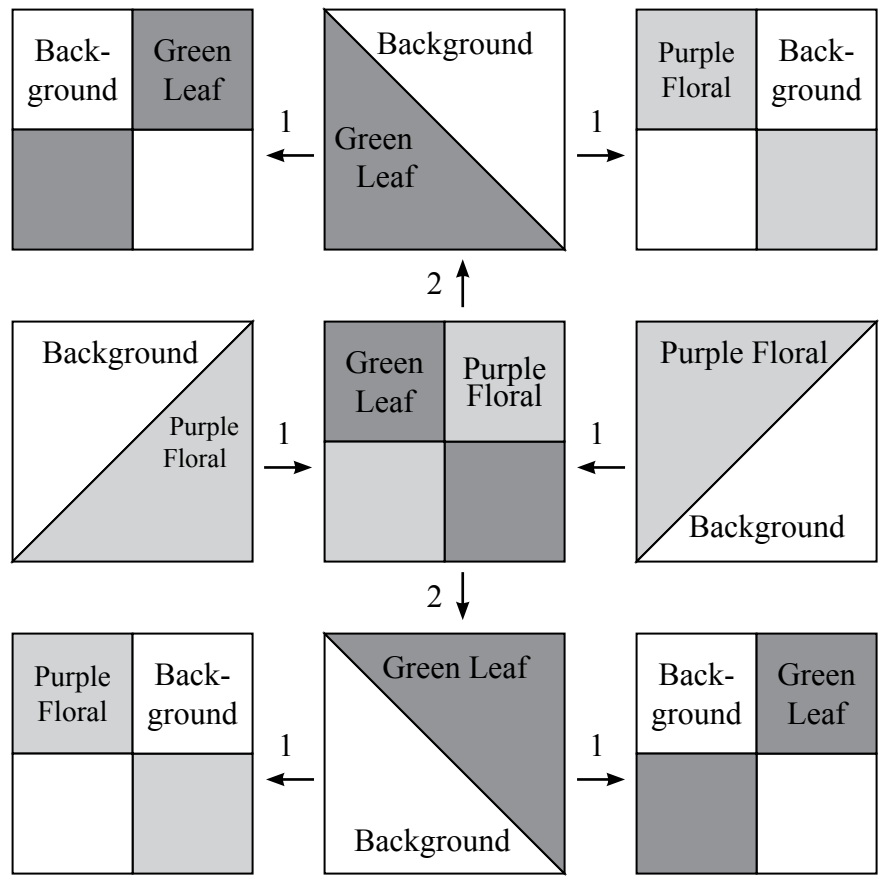 Back-
ground
Green
Leaf
1
Background
Green
Leaf
1
Purple
Floral
Back-
ground
2
Background
Purple
Floral
1
Green
Leaf
Purple
Floral
1
Purple Floral
Background
2
Purple
Floral
Back-
ground
1
Green Leaf
Background
1
Back-
ground
Green
Leaf